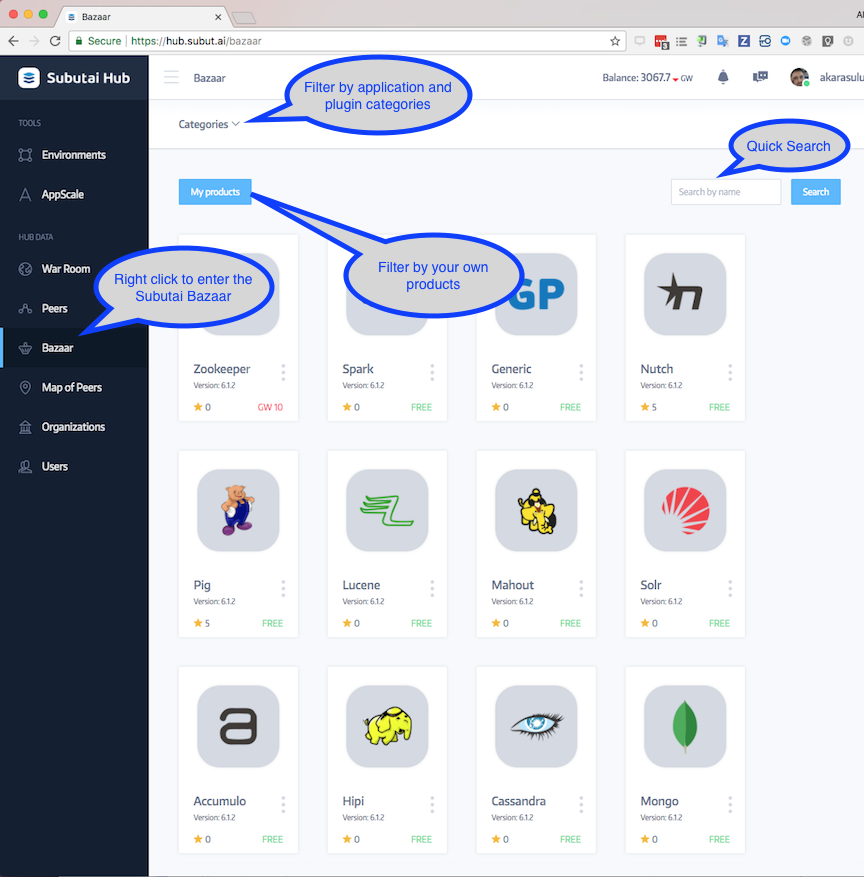 Bazaar
Secure https://hub.subut.ai/bazaar
Subutai Hub
Bazaar
Balance: 3067.7 GW
akarasulu
Filter by application and
plugin categories
TOOLS
Categories
Environments
Quick Search
AppScale
My products
Search by name
Search
HUB DATA
War Room
Filter by your own
products
Right click to enter the
Subutai Bazaar
GP
Peers
Bazaar
Map of Peers
Organizations
Users
Zookeeper
Version: 6.1.2
0
GW 10
Spark
Version: 6.1.2
0
FREE
Generic
Version: 6.1.2
0
FREE
Nutch
Version: 6.1.2
5
FREE
Pig
Version: 6.1.2
5
FREE
Lucene
Version: 6.1.2
0
FREE
Mahout
Version: 6.1.2
0
FREE
Solr
Version: 6.1.2
0
FREE
a
Accumulo
Version: 6.1.2
0
FREE
Hipi
Version: 6.1.2
0
FREE
Cassandra
Version: 6.1.2
0
FREE
Mongo
Version: 6.1.2
0
FREE